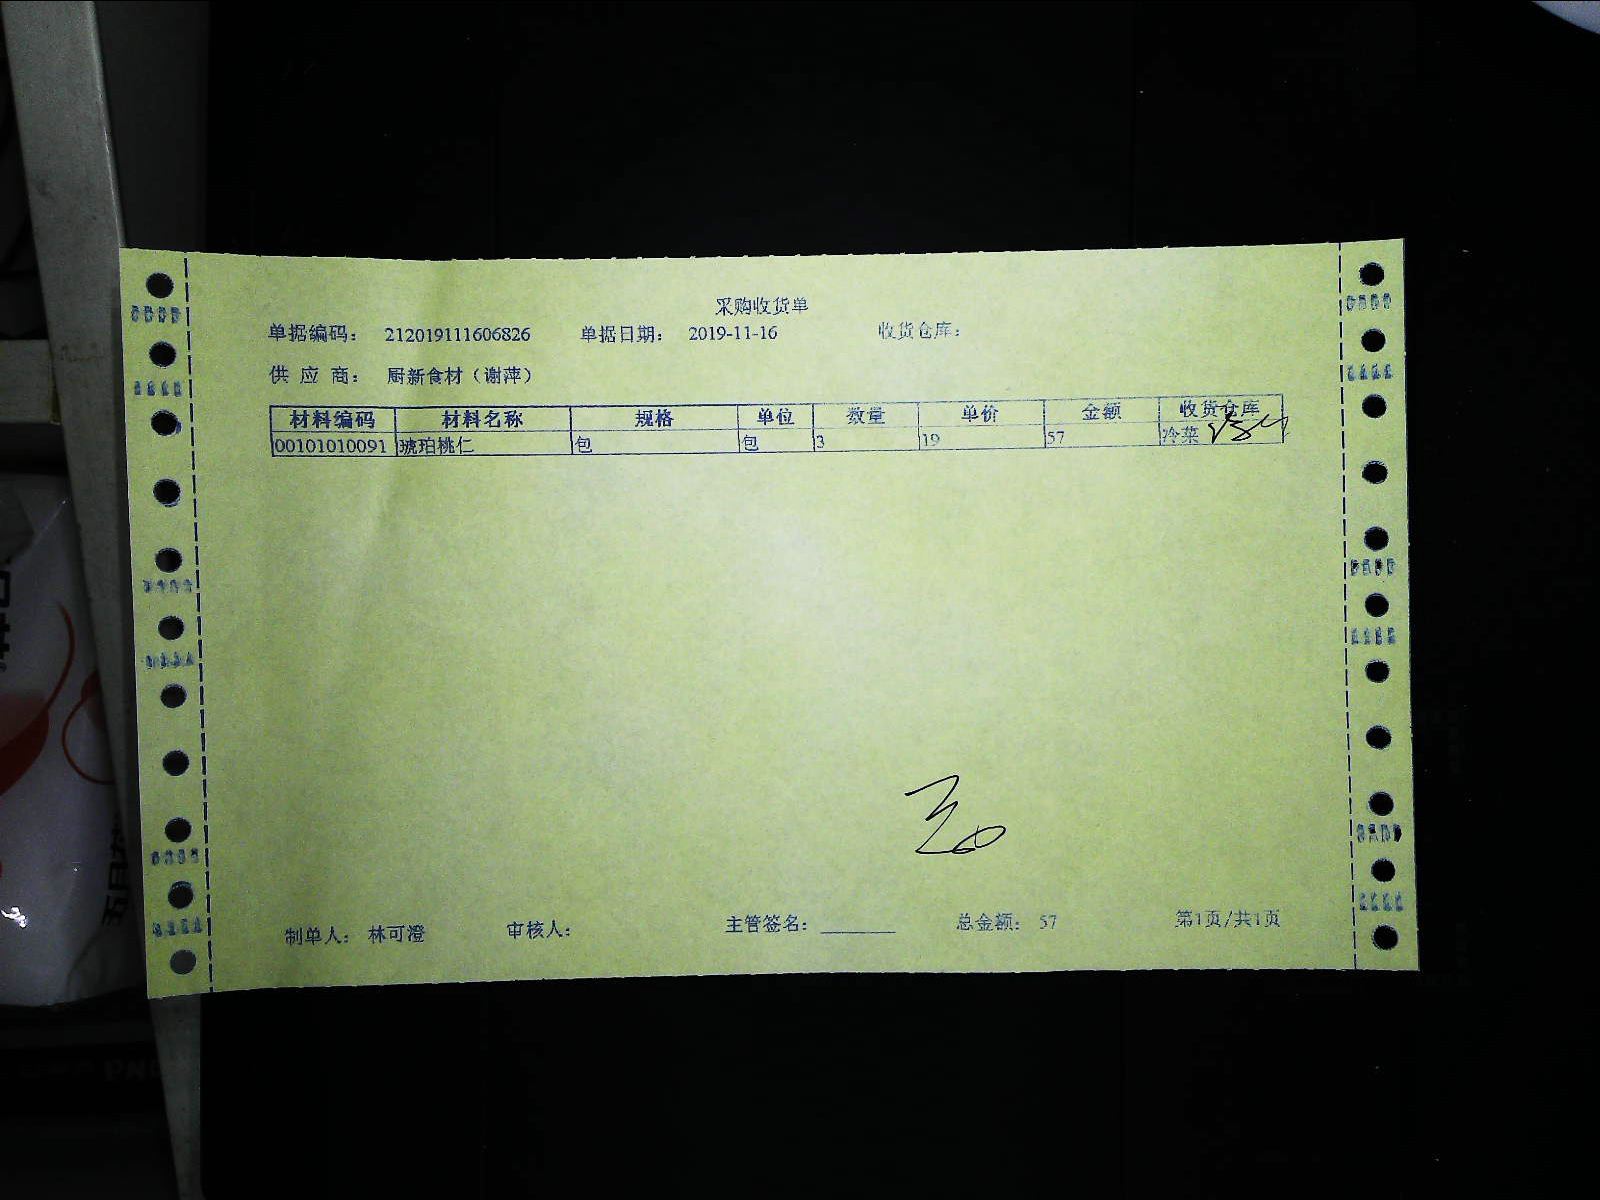 采购收货单
单据编码: 212019111606826 单据日期: 2019-11-16 收货仓库:
供 应 商: 厨新食材(谢萍)
材料编码 材料名称 规格 单位 数量 单价 金额 收货仓库
00101010091 琥珀桃仁 包 包 3 19 57 冷菜
制单人: 林可澄 审核人: 主管签名: ______ 总金额: 57 第1页/共1页